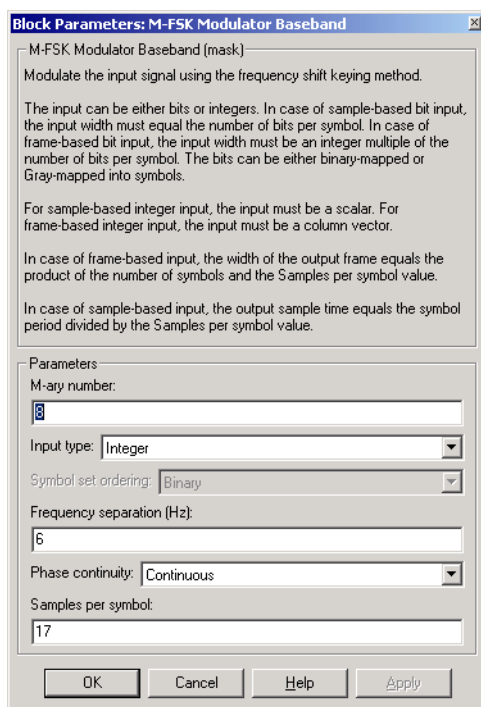 Block Parameters: M-FSK Modulator Baseband
M-FSK Modulator Baseband (mask)
Modulate the input signal using the frequency shift keying method.
The input can be either bits or integers. In case of sample-based bit input,
the input width must equal the number of bits per symbol. In case of
frame-based bit input, the input width must be an integer multiple of the
number of bits per symbol. The bits can be either binary-mapped or
Gray-mapped into symbols.
For sample-based integer input, the input must be a scalar. For
frame-based integer input, the input must be a column vector.
In case of frame-based input, the width of the output frame equals the
product of the number of symbols and the Samples per symbol value.
In case of sample-based input, the output sample time equals the symbol
period divided by the Samples per symbol value.
Parameters
M-ary number:
8
Input type: Integer
Symbol set ordering: Binary
Frequency separation (Hz):
6
Phase continuity: Continuous
Samples per symbol:
17
OK Cancel Help Apply